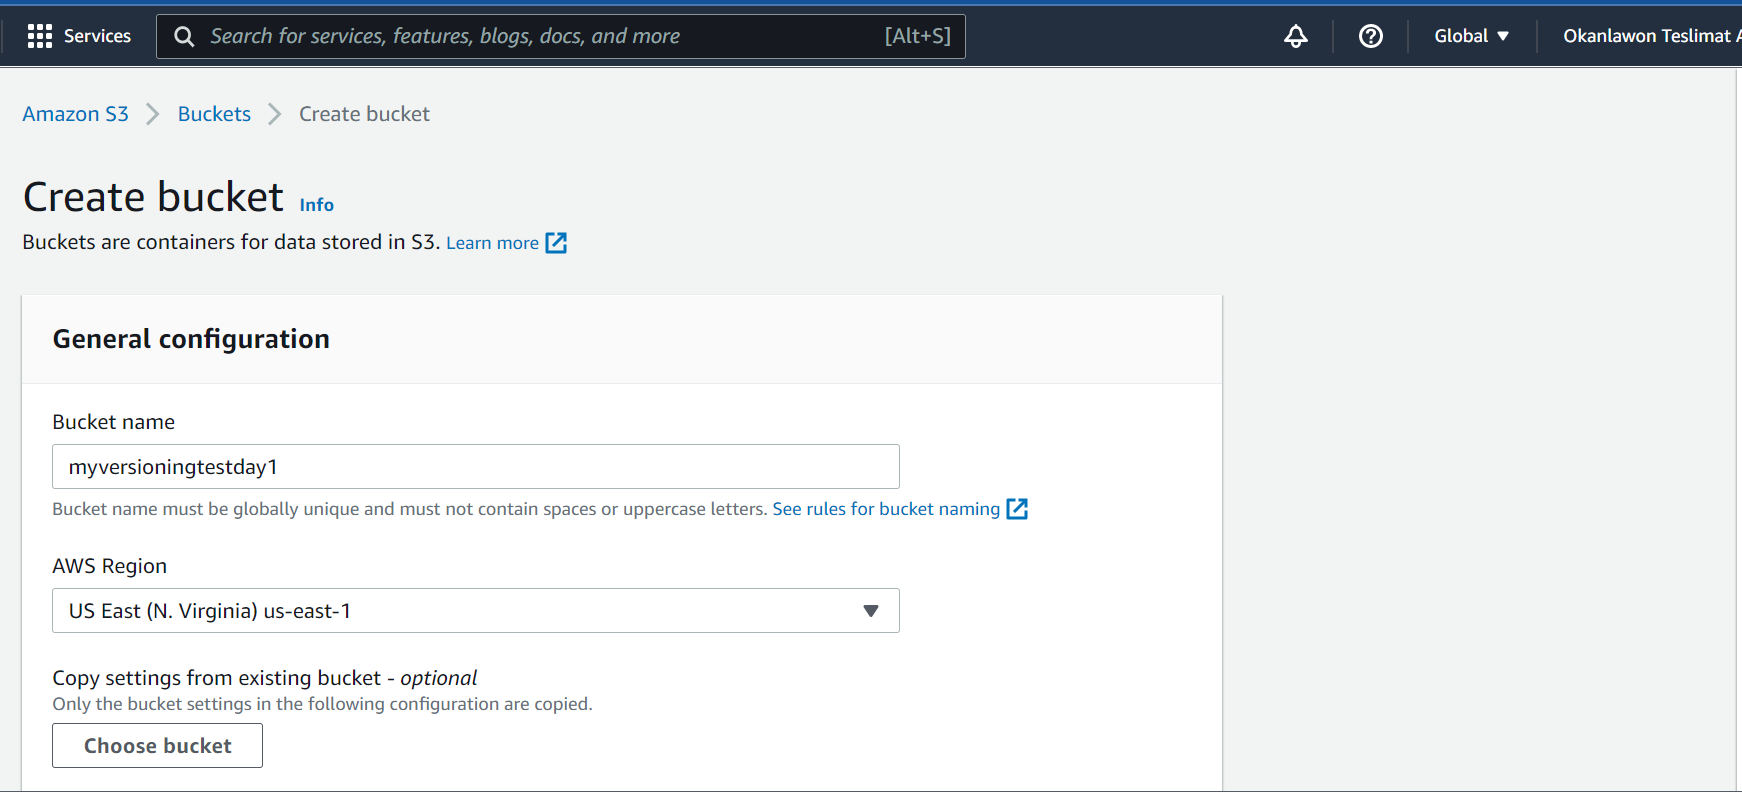 Services Search for services, features, blogs, docs, and more [Alt+S] Global Okanlawon Teslimat
Amazon S3 Buckets Create bucket
Create bucket Info
Buckets are containers for data stored in S3. Learn more
General configuration
Bucket name
myversioningtestday1
Bucket name must be globally unique and must not contain spaces or uppercase letters. See rules for bucket naming
AWS Region
US East (N. Virginia) us-east-1
Copy settings from existing bucket - optional
Only the bucket settings in the following configuration are copied.
Choose bucket